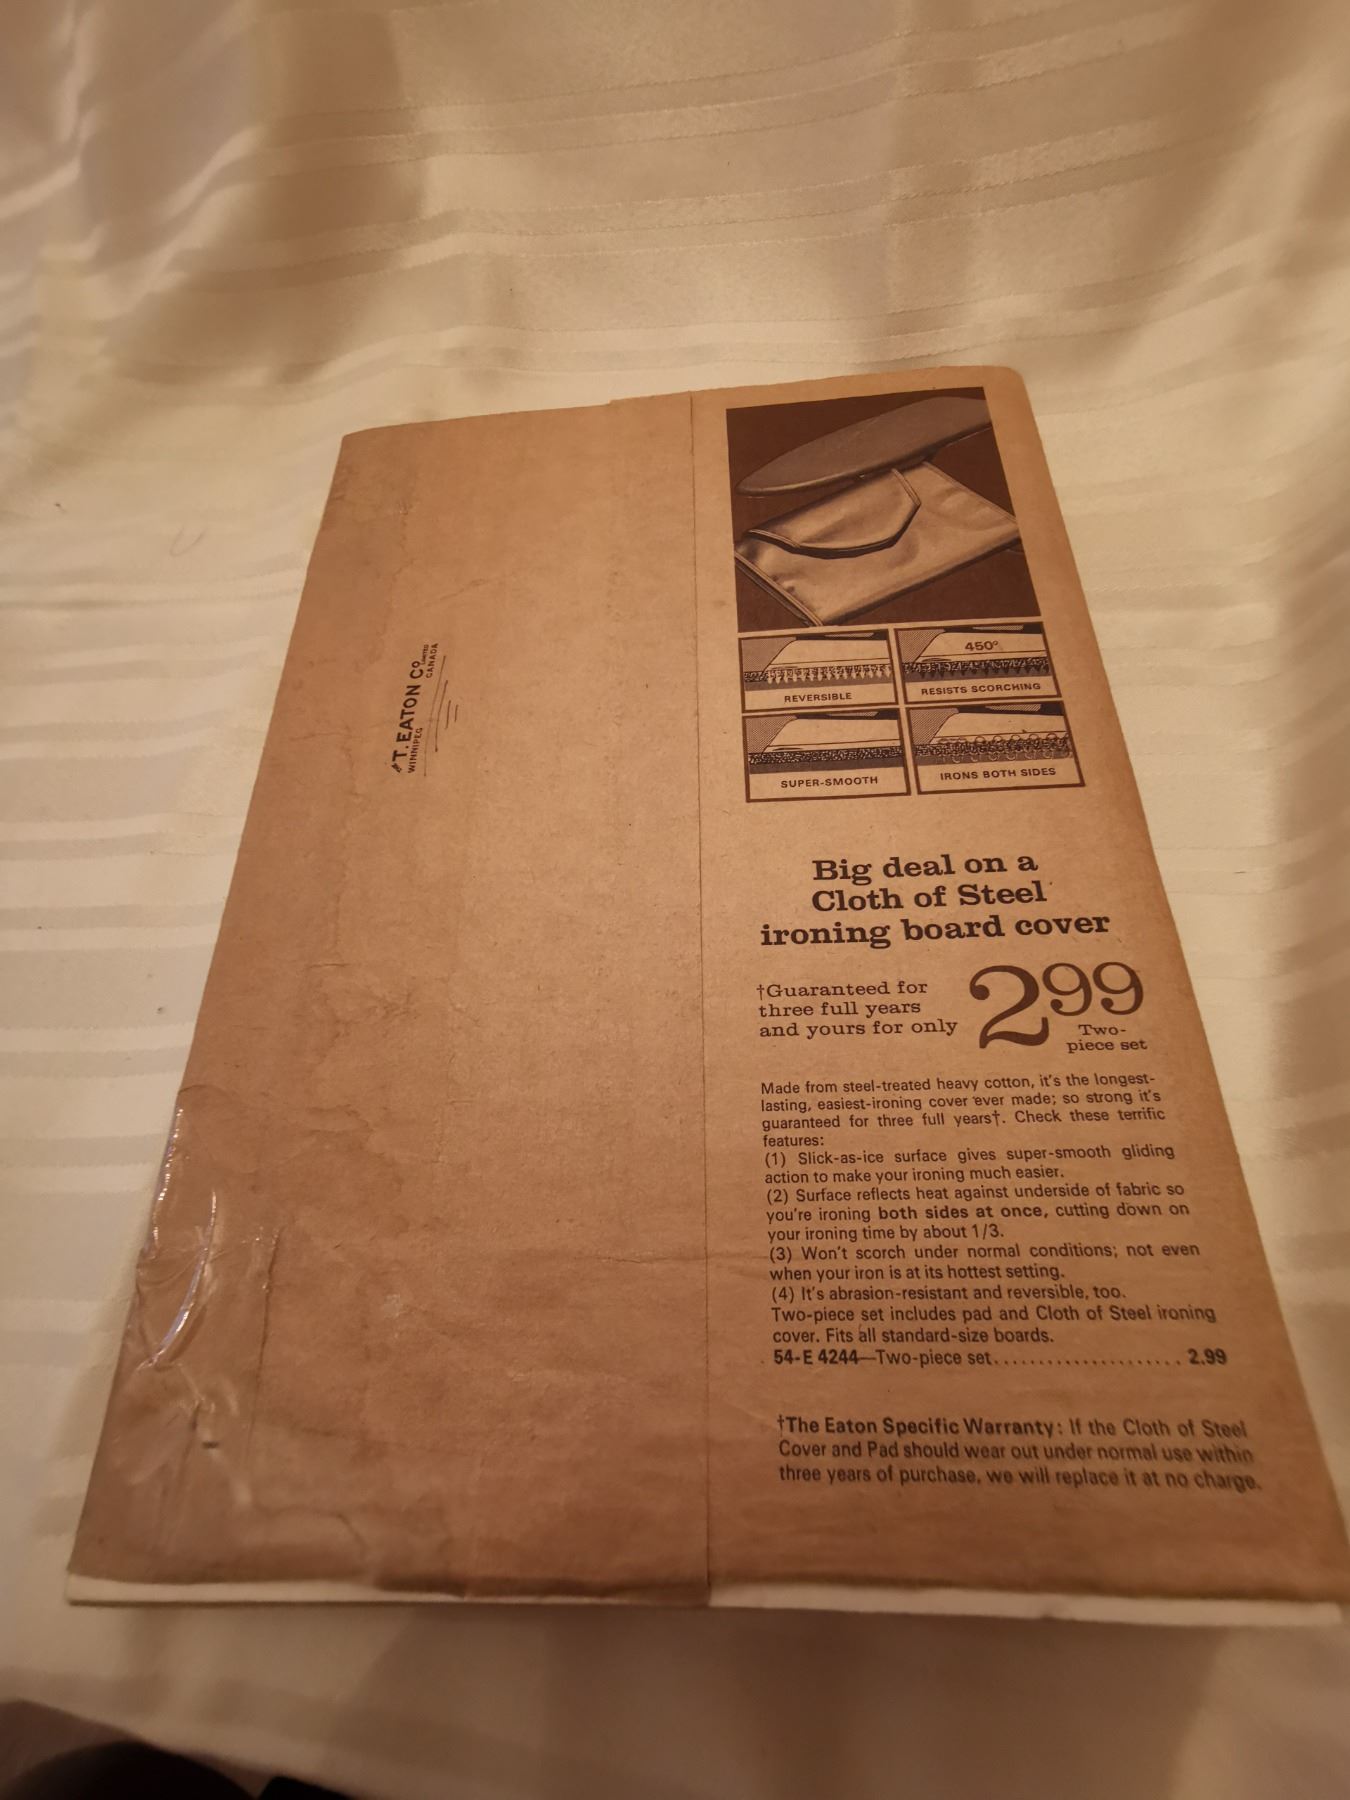 T. EATON CO LIMITED
WINNIPEG CANADA
REVERSIBLE
450°
RESISTS SCORCHING
SUPER-SMOOTH
IRONS BOTH SIDES
Big deal on a
Cloth of Steel
ironing board cover
†Guaranteed for
three full years
and yours for only
2 99
Two-
piece set
Made from steel-treated heavy cotton, it's the longest-
lasting, easiest-ironing cover ever made; so strong it's
guaranteed for three full years†. Check these terrific
features:
(1) Slick-as-ice surface gives super-smooth gliding
action to make your ironing much easier.
(2) Surface reflects heat against underside of fabric so
you're ironing both sides at once, cutting down on
your ironing time by about 1/3.
(3) Won't scorch under normal conditions; not even
when your iron is at its hottest setting.
(4) It's abrasion-resistant and reversible, too.
Two-piece set includes pad and Cloth of Steel ironing
cover. Fits all standard-size boards.
54-E 4244—Two-piece set...................... 2.99
†The Eaton Specific Warranty: If the Cloth of Steel
Cover and Pad should wear out under normal use within
three years of purchase, we will replace it at no charge.